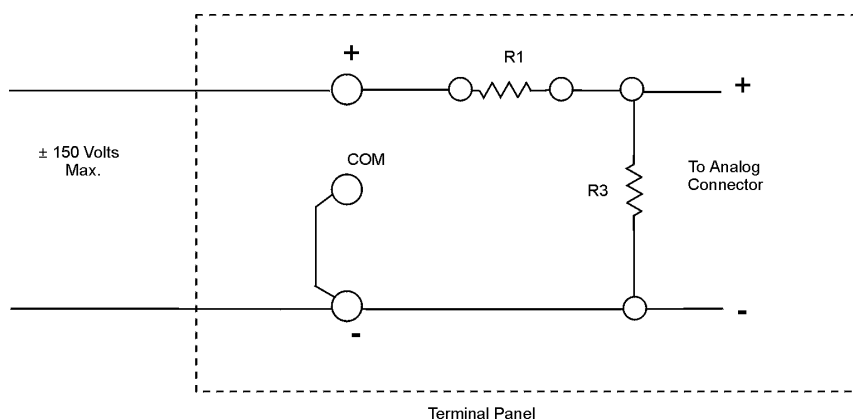 +
R1
+
± 150 Volts
Max.
COM
To Analog
Connector
R3
-
-
Terminal Panel